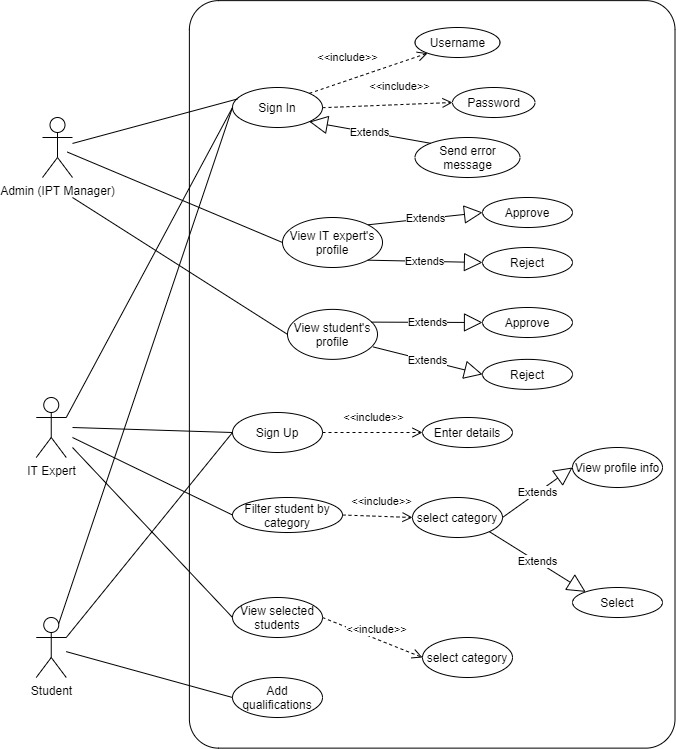 Username
<<include>>
<<include>>
Sign In
Password
Extends
Send error
message
Admin (IPT Manager)
Extends
Approve
View IT expert's
profile
Extends
Reject
Extends
Approve
View student's
profile
Extends
Reject
<<include>>
Sign Up
Enter details
IT Expert
View profile info
Extends
<<include>>
Filter student by
category
select category
Extends
Select
View selected
students
<<include>>
select category
Student
Add
qualifications